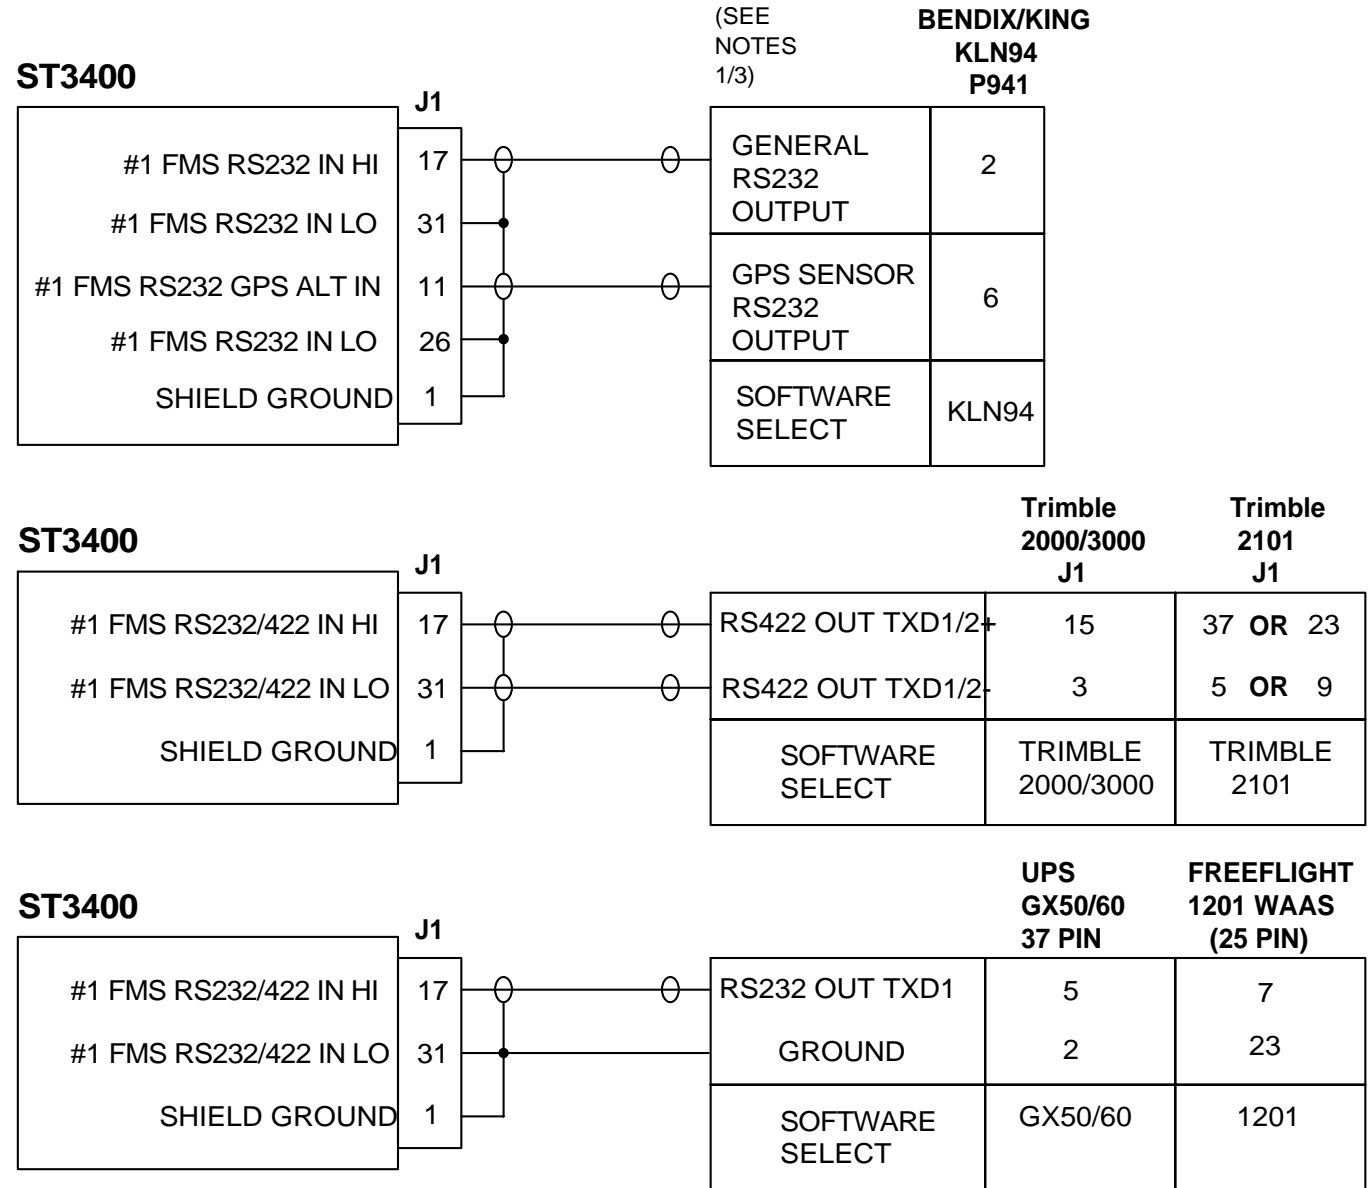 (SEE
NOTES
1/3)
BENDIX/KING
KLN94
P941
ST3400
J1
#1 FMS RS232 IN HI 17
#1 FMS RS232 IN LO 31
#1 FMS RS232 GPS ALT IN 11
#1 FMS RS232 IN LO 26
SHIELD GROUND 1
GENERAL
RS232
OUTPUT
2
GPS SENSOR
RS232
OUTPUT
6
SOFTWARE
SELECT
KLN94
ST3400
J1
Trimble
2000/3000
J1
Trimble
2101
J1
#1 FMS RS232/422 IN HI 17 RS422 OUT TXD1/2+ 15 37 OR 23
#1 FMS RS232/422 IN LO 31 RS422 OUT TXD1/2- 3 5 OR 9
SHIELD GROUND 1
SOFTWARE
SELECT
TRIMBLE
2000/3000
TRIMBLE
2101
ST3400
J1
UPS
GX50/60
37 PIN
FREEFLIGHT
1201 WAAS
(25 PIN)
#1 FMS RS232/422 IN HI 17 RS232 OUT TXD1 5 7
#1 FMS RS232/422 IN LO 31 GROUND 2 23
SHIELD GROUND 1
SOFTWARE
SELECT
GX50/60
1201